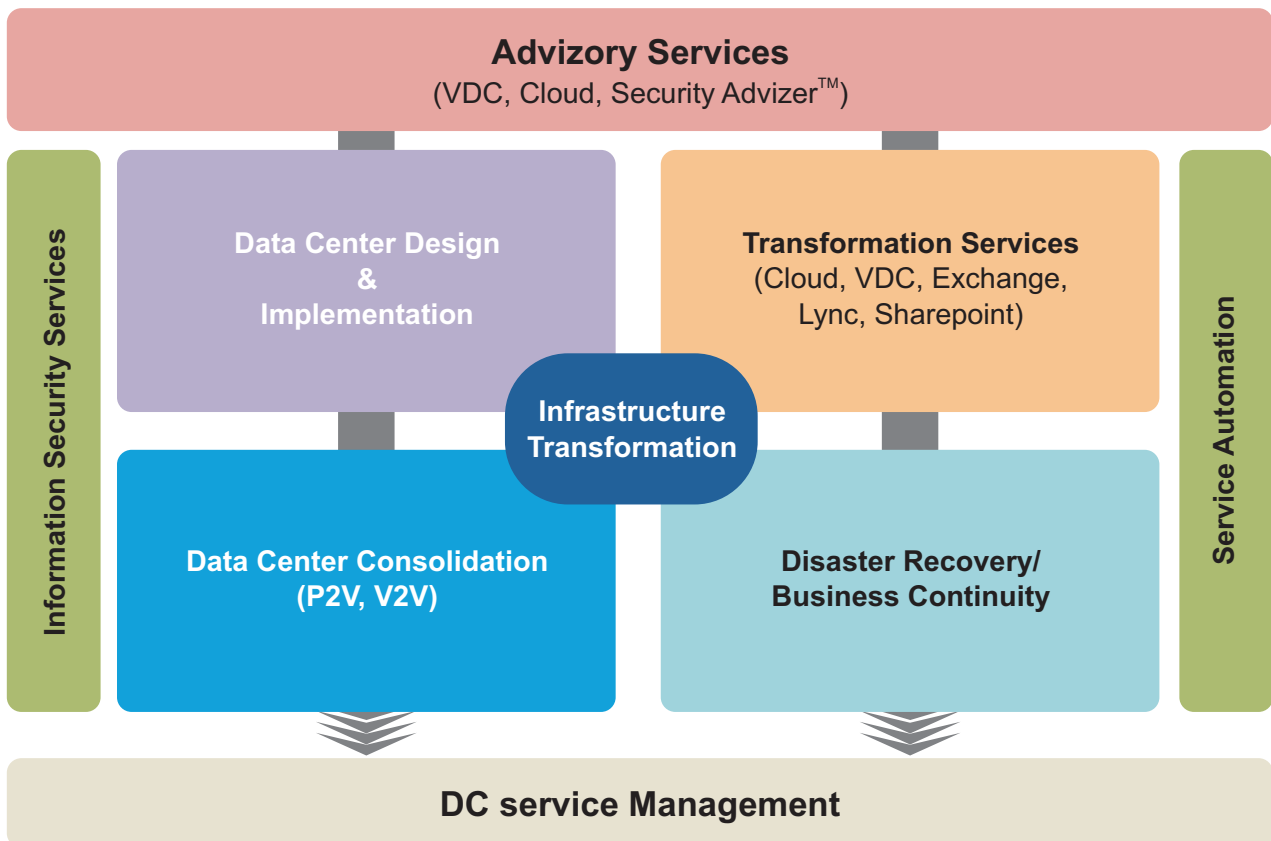 Advizory Services
(VDC, Cloud, Security Advizer™)
Information Security Services
Data Center Design
&
Implementation
Transformation Services
(Cloud, VDC, Exchange,
Lync, Sharepoint)
Service Automation
Infrastructure
Transformation
Data Center Consolidation
(P2V, V2V)
Disaster Recovery/
Business Continuity
DC service Management